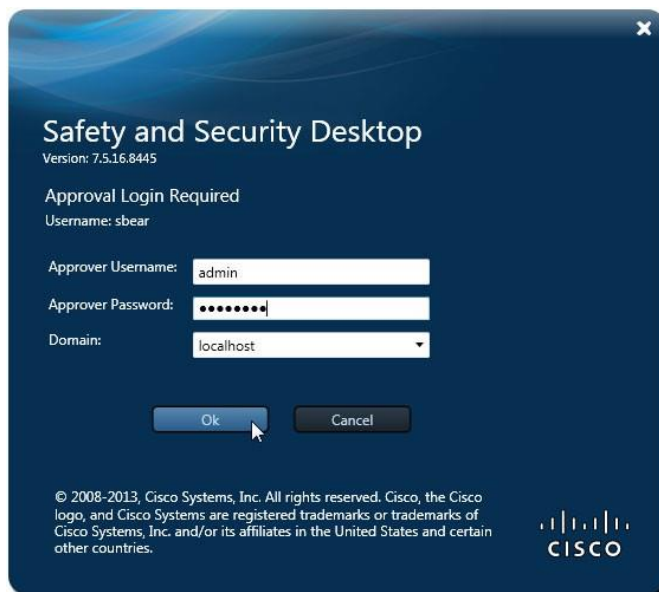 Safety and Security Desktop
Version: 7.5.16.8445
Approval Login Required
Username: sbear
Approver Username: admin
Approver Password: ●●●●●●●●
Domain: localhost
Ok Cancel
© 2008-2013, Cisco Systems, Inc. All rights reserved. Cisco, the Cisco
logo, and Cisco Systems are registered trademarks or trademarks of
Cisco Systems, Inc. and/or its affiliates in the United States and certain
other countries.
CISCO